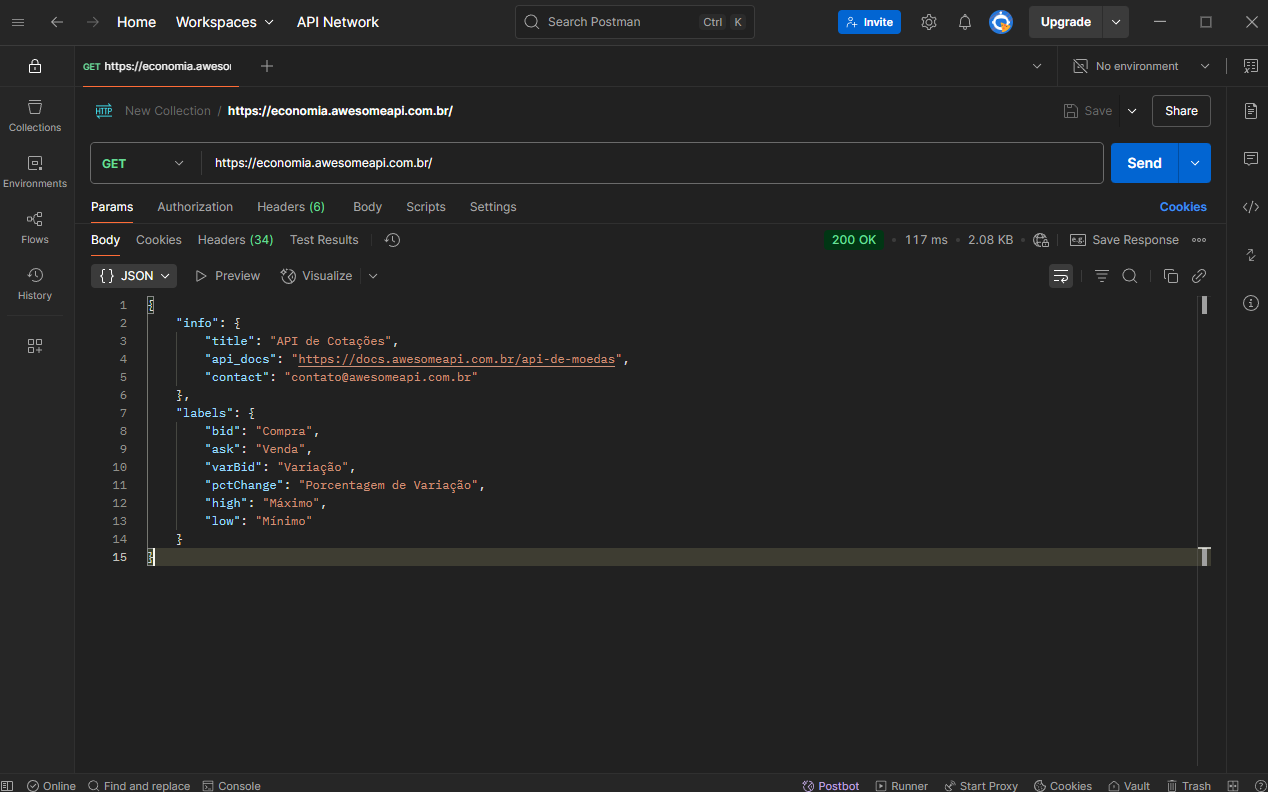 Home Workspaces API Network Search Postman Ctrl K Invite Upgrade
GET https://economia.aweso No environment
HTTP New Collection / https://economia.awesomeapi.com.br/ Save Share
Collections
GET https://economia.awesomeapi.com.br/ Send
Environments
Params Authorization Headers (6) Body Scripts Settings Cookies
Flows
Body Cookies Headers (34) Test Results 200 OK • 117 ms • 2.08 KB • e.g. Save Response
History
{} JSON Preview Visualize
1 {
2 "info": {
3 "title": "API de Cotações",
4 "api_docs": "https://docs.awesomeapi.com.br/api-de-moedas",
5 "contact": "contato@awesomeapi.com.br"
6 },
7 "labels": {
8 "bid": "Compra",
9 "ask": "Venda",
10 "varBid": "Variação",
11 "pctChange": "Porcentagem de Variação",
12 "high": "Máximo",
13 "low": "Mínimo"
14 }
15 }
Online Find and replace Console Postbot Runner Start Proxy Cookies Vault Trash